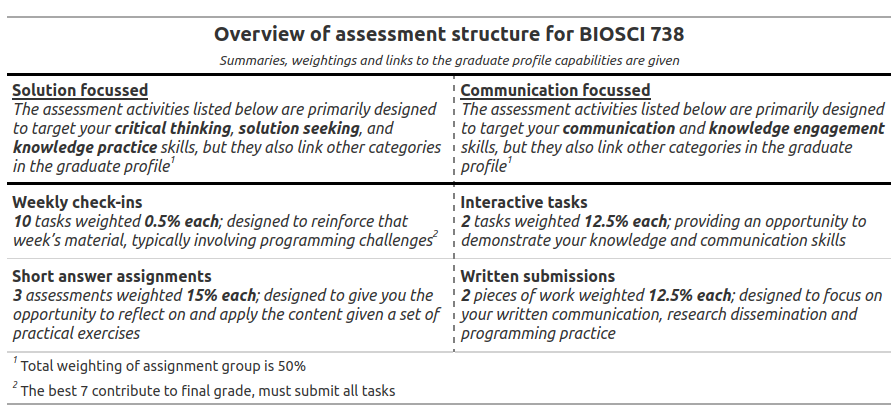 Overview of assessment structure for BIOSCI 738
Summaries, weightings and links to the graduate profile capabilities are given
Solution focussed
The assessment activities listed below are primarily designed
to target your critical thinking, solution seeking, and
knowledge practice skills, but they also link other categories
in the graduate profile1
Communication focussed
The assessment activities listed below are primarily designed
to target your communication and knowledge engagement
skills, but they also link other categories in the graduate
profile1
Weekly check-ins
10 tasks weighted 0.5% each; designed to reinforce that
week's material, typically involving programming challenges2
Interactive tasks
2 tasks weighted 12.5% each; providing an opportunity to
demonstrate your knowledge and communication skills
Short answer assignments
3 assessments weighted 15% each; designed to give you the
opportunity to reflect on and apply the content given a set of
practical exercises
Written submissions
2 pieces of work weighted 12.5% each; designed to focus on
your written communication, research dissemination and
programming practice
1 Total weighting of assignment group is 50%
2 The best 7 contribute to final grade, must submit all tasks